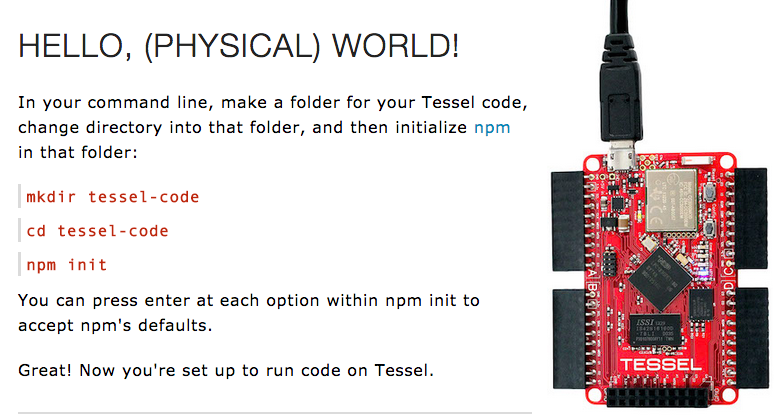 HELLO, (PHYSICAL) WORLD!
In your command line, make a folder for your Tessel code,
change directory into that folder, and then initialize npm
in that folder:
mkdir tessel-code
cd tessel-code
npm init
You can press enter at each option within npm init to
accept npm's defaults.
Great! Now you're set up to run code on Tessel.
A
B
D
C
ISSI
TESSEL